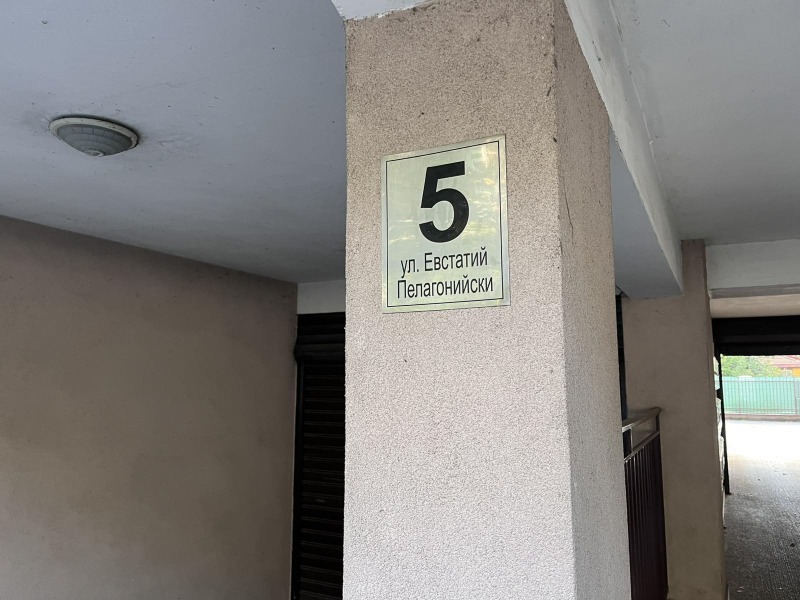 5
ул. Евстатий
Пелагонийски